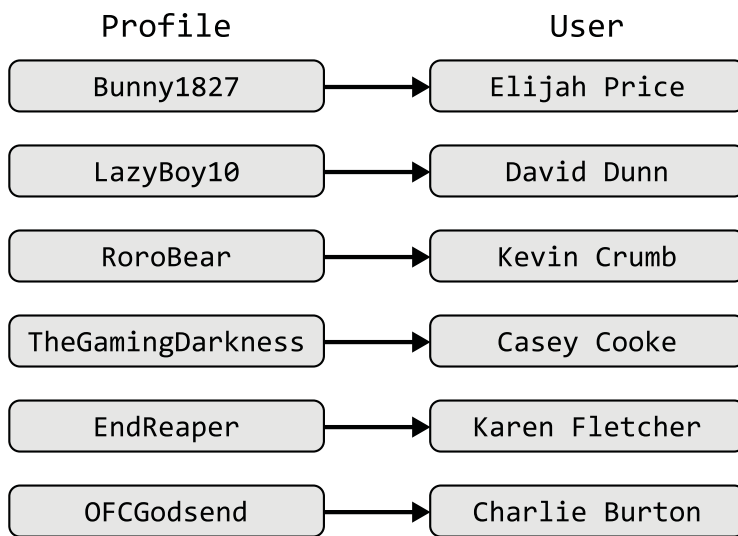 Profile User
Bunny1827 Elijah Price
LazyBoy10 David Dunn
RoroBear Kevin Crumb
TheGamingDarkness Casey Cooke
EndReaper Karen Fletcher
OFCGodsend Charlie Burton